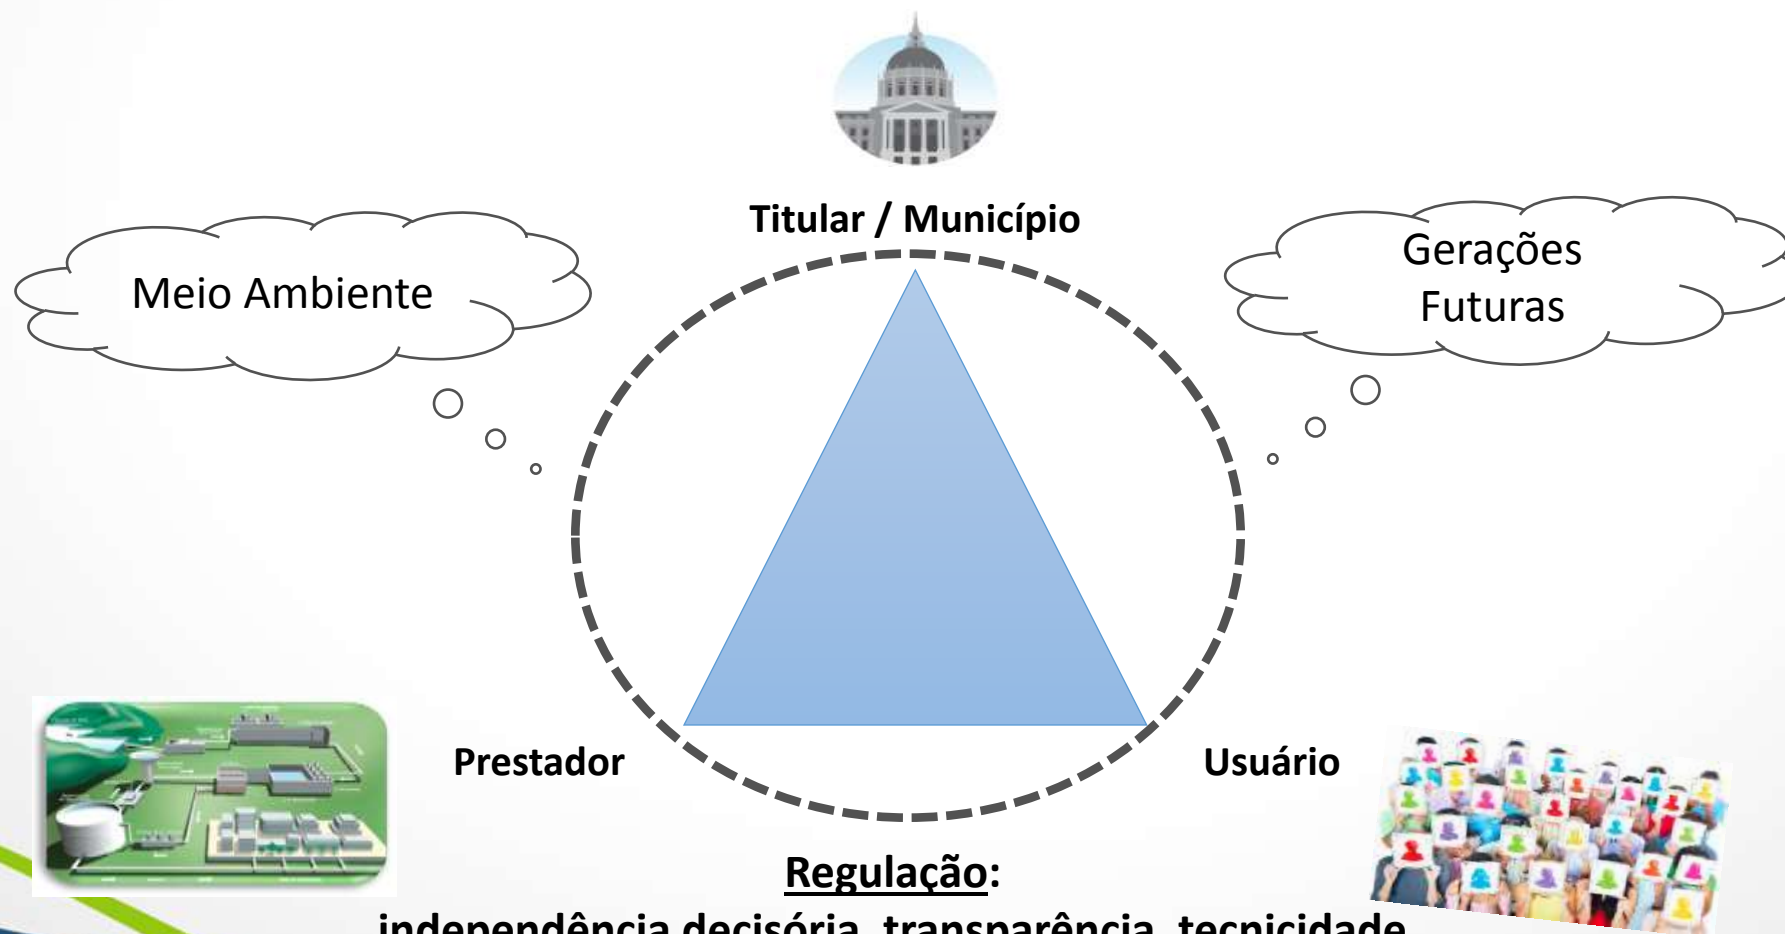 Titular / Município
Meio Ambiente
Gerações
Futuras
Prestador
Usuário
Regulação:
independência decisória, transparência, tecnicidade